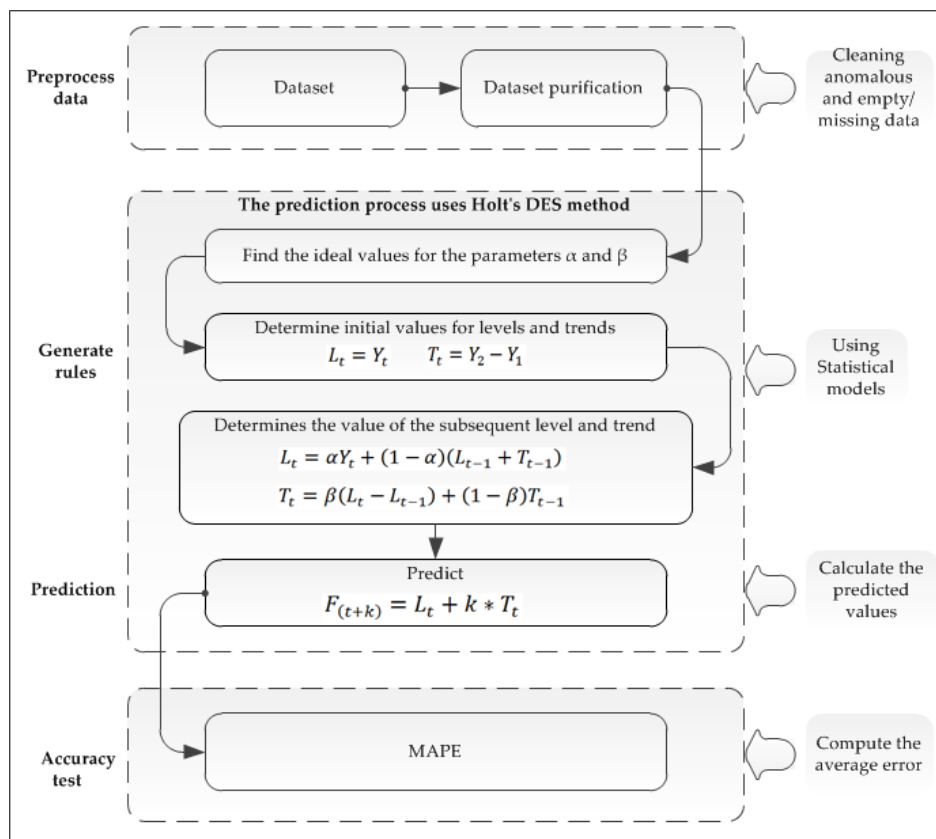 Preprocess
data
Dataset
Dataset purification
Cleaning
anomalous
and empty/
missing data
The prediction process uses Holt's DES method
Find the ideal values for the parameters α and β
Generate
rules
Determine initial values for levels and trends
L_t = Y_t T_t = Y_2 − Y_1
Using
Statistical
models
Determines the value of the subsequent level and trend
L_t = αY_t + (1 − α)(L_{t−1} + T_{t−1})
T_t = β(L_t − L_{t−1}) + (1 − β)T_{t−1}
Prediction
Predict
F_{(t+k)} = L_t + k * T_t
Calculate the
predicted
values
Accuracy
test
MAPE
Compute the
average error